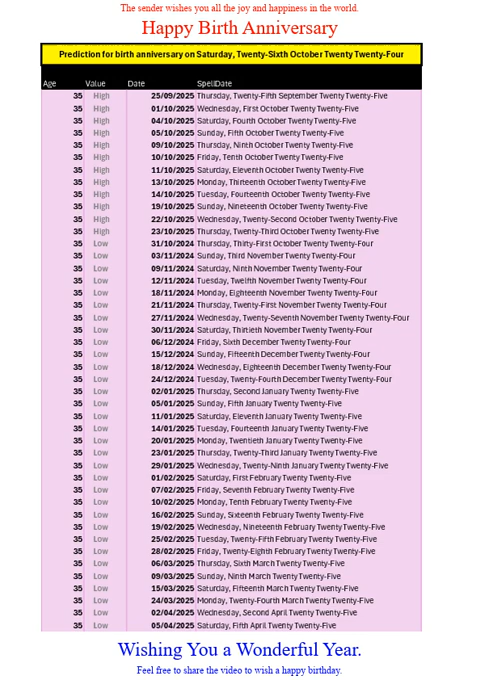 The sender wishes you all the joy and happiness in the world.
Happy Birth Anniversary
Prediction for birth anniversary on Saturday, Twenty-Sixth October Twenty Twenty-Four
Age Value Date SpellDate
35 High 25/09/2025 Thursday, Twenty-Fifth September Twenty Twenty-Five
35 High 01/10/2025 Wednesday, First October Twenty Twenty-Five
35 High 04/10/2025 Saturday, Fourth October Twenty Twenty-Five
35 High 05/10/2025 Sunday, Fifth October Twenty Twenty-Five
35 High 09/10/2025 Thursday, Ninth October Twenty Twenty-Five
35 High 10/10/2025 Friday, Tenth October Twenty Twenty-Five
35 High 11/10/2025 Saturday, Eleventh October Twenty Twenty-Five
35 High 13/10/2025 Monday, Thirteenth October Twenty Twenty-Five
35 High 14/10/2025 Tuesday, Fourteenth October Twenty Twenty-Five
35 High 19/10/2025 Sunday, Nineteenth October Twenty Twenty-Five
35 High 22/10/2025 Wednesday, Twenty-Second October Twenty Twenty-Five
35 High 23/10/2025 Thursday, Twenty-Third October Twenty Twenty-Five
35 Low 31/10/2024 Thursday, Thirty-First October Twenty Twenty-Four
35 Low 03/11/2024 Sunday, Third November Twenty Twenty-Four
35 Low 09/11/2024 Saturday, Ninth November Twenty Twenty-Four
35 Low 12/11/2024 Tuesday, Twelfth November Twenty Twenty-Four
35 Low 18/11/2024 Monday, Eighteenth November Twenty Twenty-Four
35 Low 21/11/2024 Thursday, Twenty-First November Twenty Twenty-Four
35 Low 27/11/2024 Wednesday, Twenty-Seventh November Twenty Twenty-Four
35 Low 30/11/2024 Saturday, Thirtieth November Twenty Twenty-Four
35 Low 06/12/2024 Friday, Sixth December Twenty Twenty-Four
35 Low 15/12/2024 Sunday, Fifteenth December Twenty Twenty-Four
35 Low 18/12/2024 Wednesday, Eighteenth December Twenty Twenty-Four
35 Low 24/12/2024 Tuesday, Twenty-Fourth December Twenty Twenty-Four
35 Low 02/01/2025 Thursday, Second January Twenty Twenty-Five
35 Low 05/01/2025 Sunday, Fifth January Twenty Twenty-Five
35 Low 11/01/2025 Saturday, Eleventh January Twenty Twenty-Five
35 Low 14/01/2025 Tuesday, Fourteenth January Twenty Twenty-Five
35 Low 20/01/2025 Monday, Twentieth January Twenty Twenty-Five
35 Low 23/01/2025 Thursday, Twenty-Third January Twenty Twenty-Five
35 Low 29/01/2025 Wednesday, Twenty-Ninth January Twenty Twenty-Five
35 Low 01/02/2025 Saturday, First February Twenty Twenty-Five
35 Low 07/02/2025 Friday, Seventh February Twenty Twenty-Five
35 Low 10/02/2025 Monday, Tenth February Twenty Twenty-Five
35 Low 16/02/2025 Sunday, Sixteenth February Twenty Twenty-Five
35 Low 19/02/2025 Wednesday, Nineteenth February Twenty Twenty-Five
35 Low 25/02/2025 Tuesday, Twenty-Fifth February Twenty Twenty-Five
35 Low 28/02/2025 Friday, Twenty-Eighth February Twenty Twenty-Five
35 Low 06/03/2025 Thursday, Sixth March Twenty Twenty-Five
35 Low 09/03/2025 Sunday, Ninth March Twenty Twenty-Five
35 Low 15/03/2025 Saturday, Fifteenth March Twenty Twenty-Five
35 Low 24/03/2025 Monday, Twenty-Fourth March Twenty Twenty-Five
35 Low 02/04/2025 Wednesday, Second April Twenty Twenty-Five
35 Low 05/04/2025 Saturday, Fifth April Twenty Twenty-Five
Wishing You a Wonderful Year.
Feel free to share the video to wish a happy birthday.